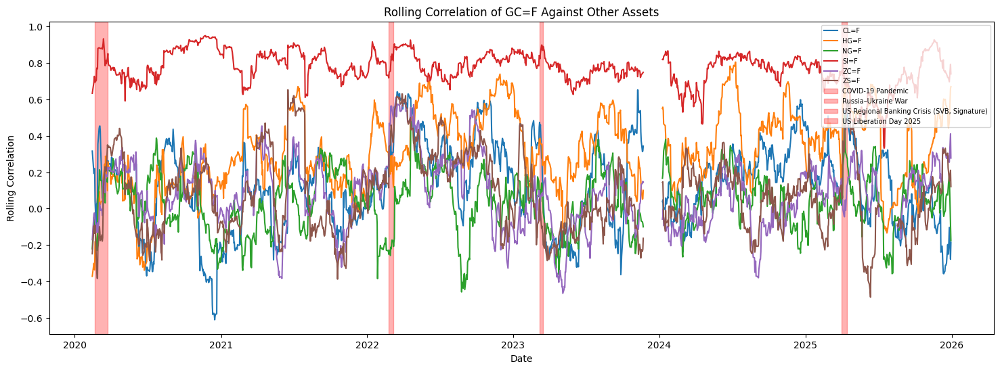 Rolling Correlation of GC=F Against Other Assets
Rolling Correlation
1.0
0.8
0.6
0.4
0.2
0.0
−0.2
−0.4
−0.6
CL=F
HG=F
NG=F
SI=F
ZC=F
ZS=F
COVID-19 Pandemic
Russia–Ukraine War
US Regional Banking Crisis (SVB, Signature)
US Liberation Day 2025
2020 2021 2022 2023 2024 2025 2026
Date